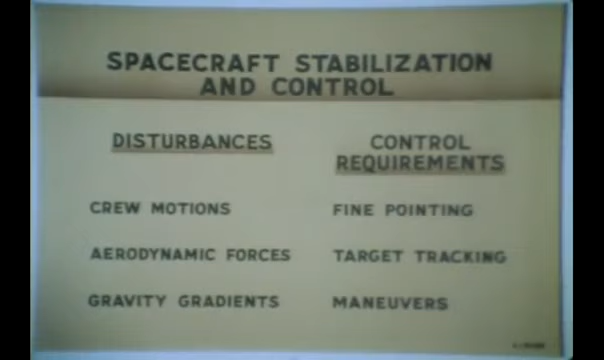 SPACECRAFT STABILIZATION
AND CONTROL
DISTURBANCES
CONTROL
REQUIREMENTS
CREW MOTIONS
FINE POINTING
AERODYNAMIC FORCES
TARGET TRACKING
GRAVITY GRADIENTS
MANEUVERS